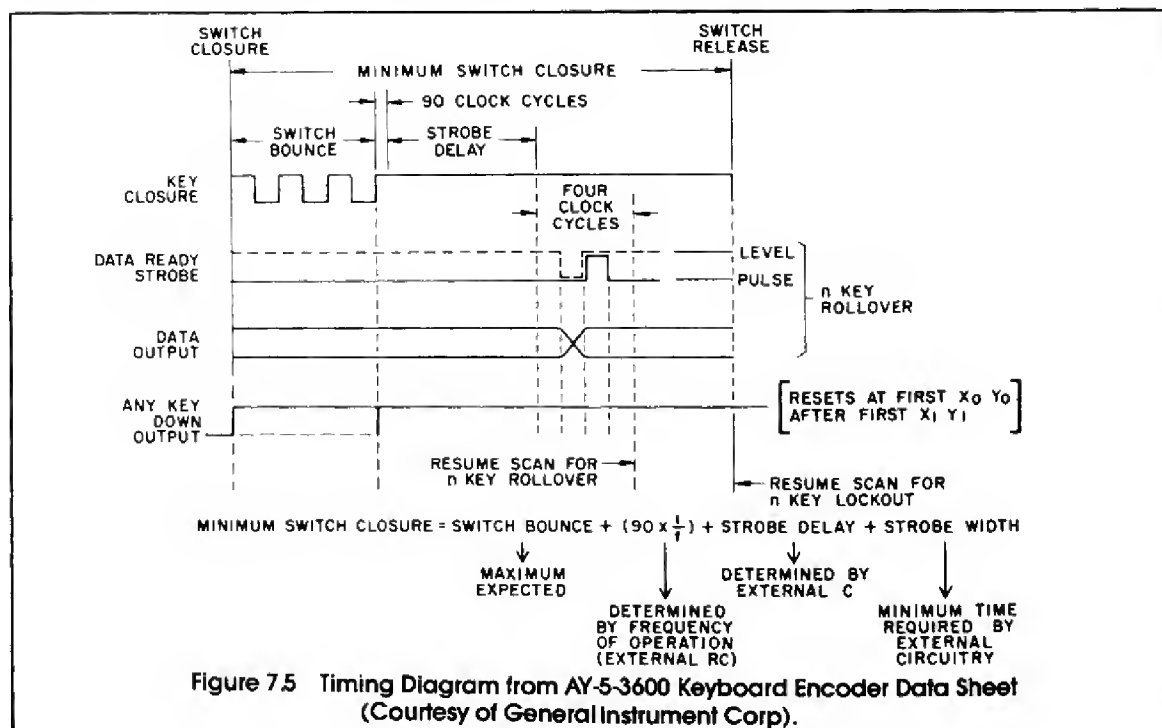 SWITCH CLOSURE
SWITCH RELEASE
MINIMUM SWITCH CLOSURE
90 CLOCK CYCLES
SWITCH BOUNCE
STROBE DELAY
KEY CLOSURE
FOUR CLOCK CYCLES
DATA READY STROBE
LEVEL
PULSE
n KEY ROLLOVER
DATA OUTPUT
ANY KEY DOWN OUTPUT
[RESETS AT FIRST X0 Y0 AFTER FIRST X1 Y1]
RESUME SCAN FOR n KEY ROLLOVER
RESUME SCAN FOR n KEY LOCKOUT
MINIMUM SWITCH CLOSURE = SWITCH BOUNCE + (90 x 1/f) + STROBE DELAY + STROBE WIDTH
MAXIMUM EXPECTED
DETERMINED BY FREQUENCY OF OPERATION (EXTERNAL RC)
DETERMINED BY EXTERNAL C
MINIMUM TIME REQUIRED BY EXTERNAL CIRCUITRY
Figure 7.5 Timing Diagram from AY-5-3600 Keyboard Encoder Data Sheet
(Courtesy of General Instrument Corp).